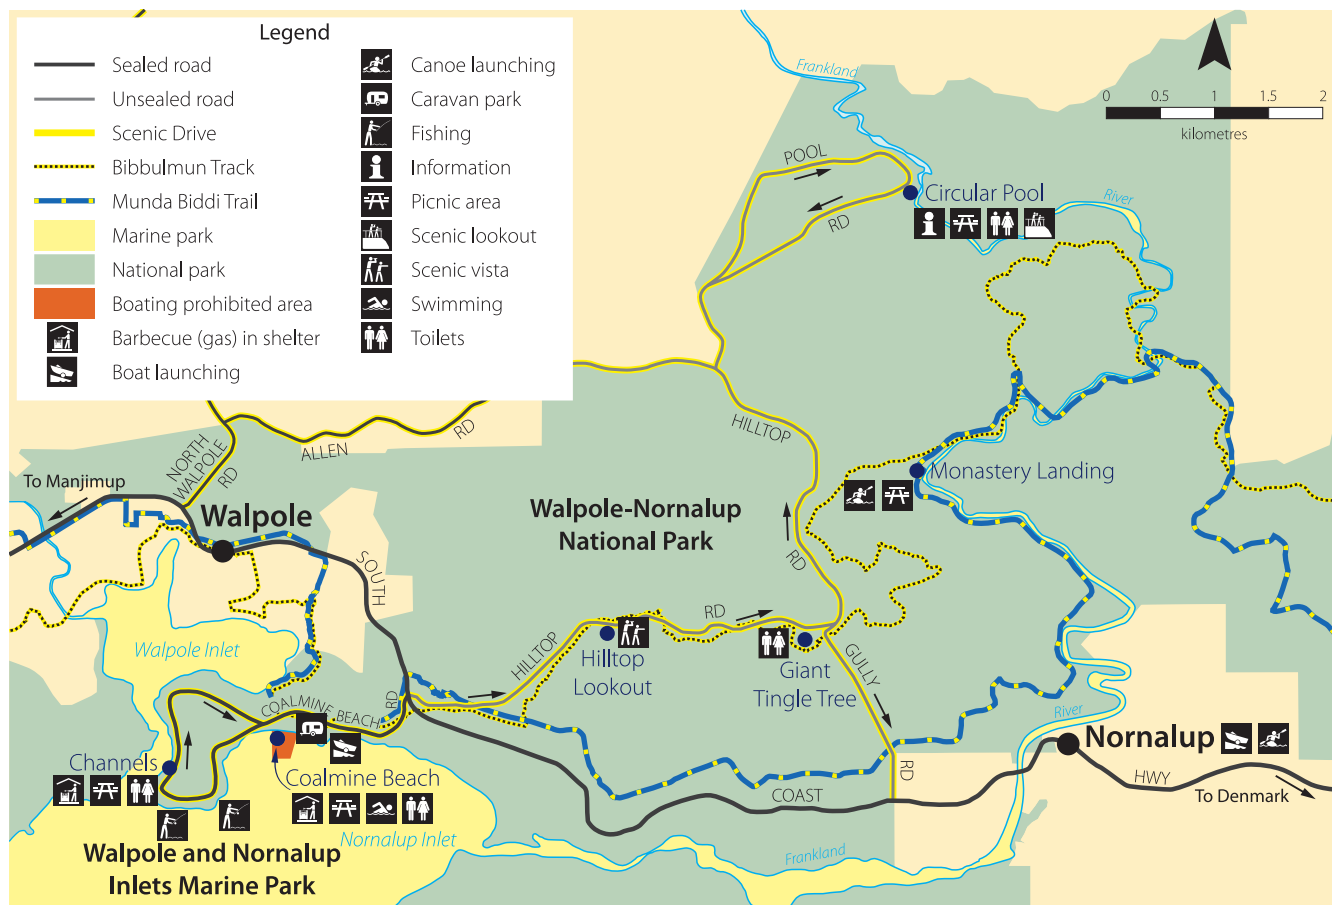 Legend
Sealed road
Unsealed road
Scenic Drive
Bibbulmun Track
Munda Biddi Trail
Marine park
National park
Boating prohibited area
Barbecue (gas) in shelter
Boat launching
Canoe launching
Caravan park
Fishing
Information
Picnic area
Scenic lookout
Scenic vista
Swimming
Toilets
0 0.5 1 1.5 2
kilometres
Frankland
River
POOL
RD
Circular Pool
HILLTOP
RD
ALLEN RD
NORTH
WALPOLE
RD
To Manjimup
Walpole
SOUTH
Walpole-Nornalup
National Park
Monastery Landing
Walpole Inlet
HILLTOP
RD
Hilltop
Lookout
Giant
Tingle Tree
GULLY
RD
COALMINE BEACH
RD
Channels
Coalmine Beach
Nornalup Inlet
Walpole and Nornalup
Inlets Marine Park
COAST
River
Nornalup
HWY
To Denmark
Frankland